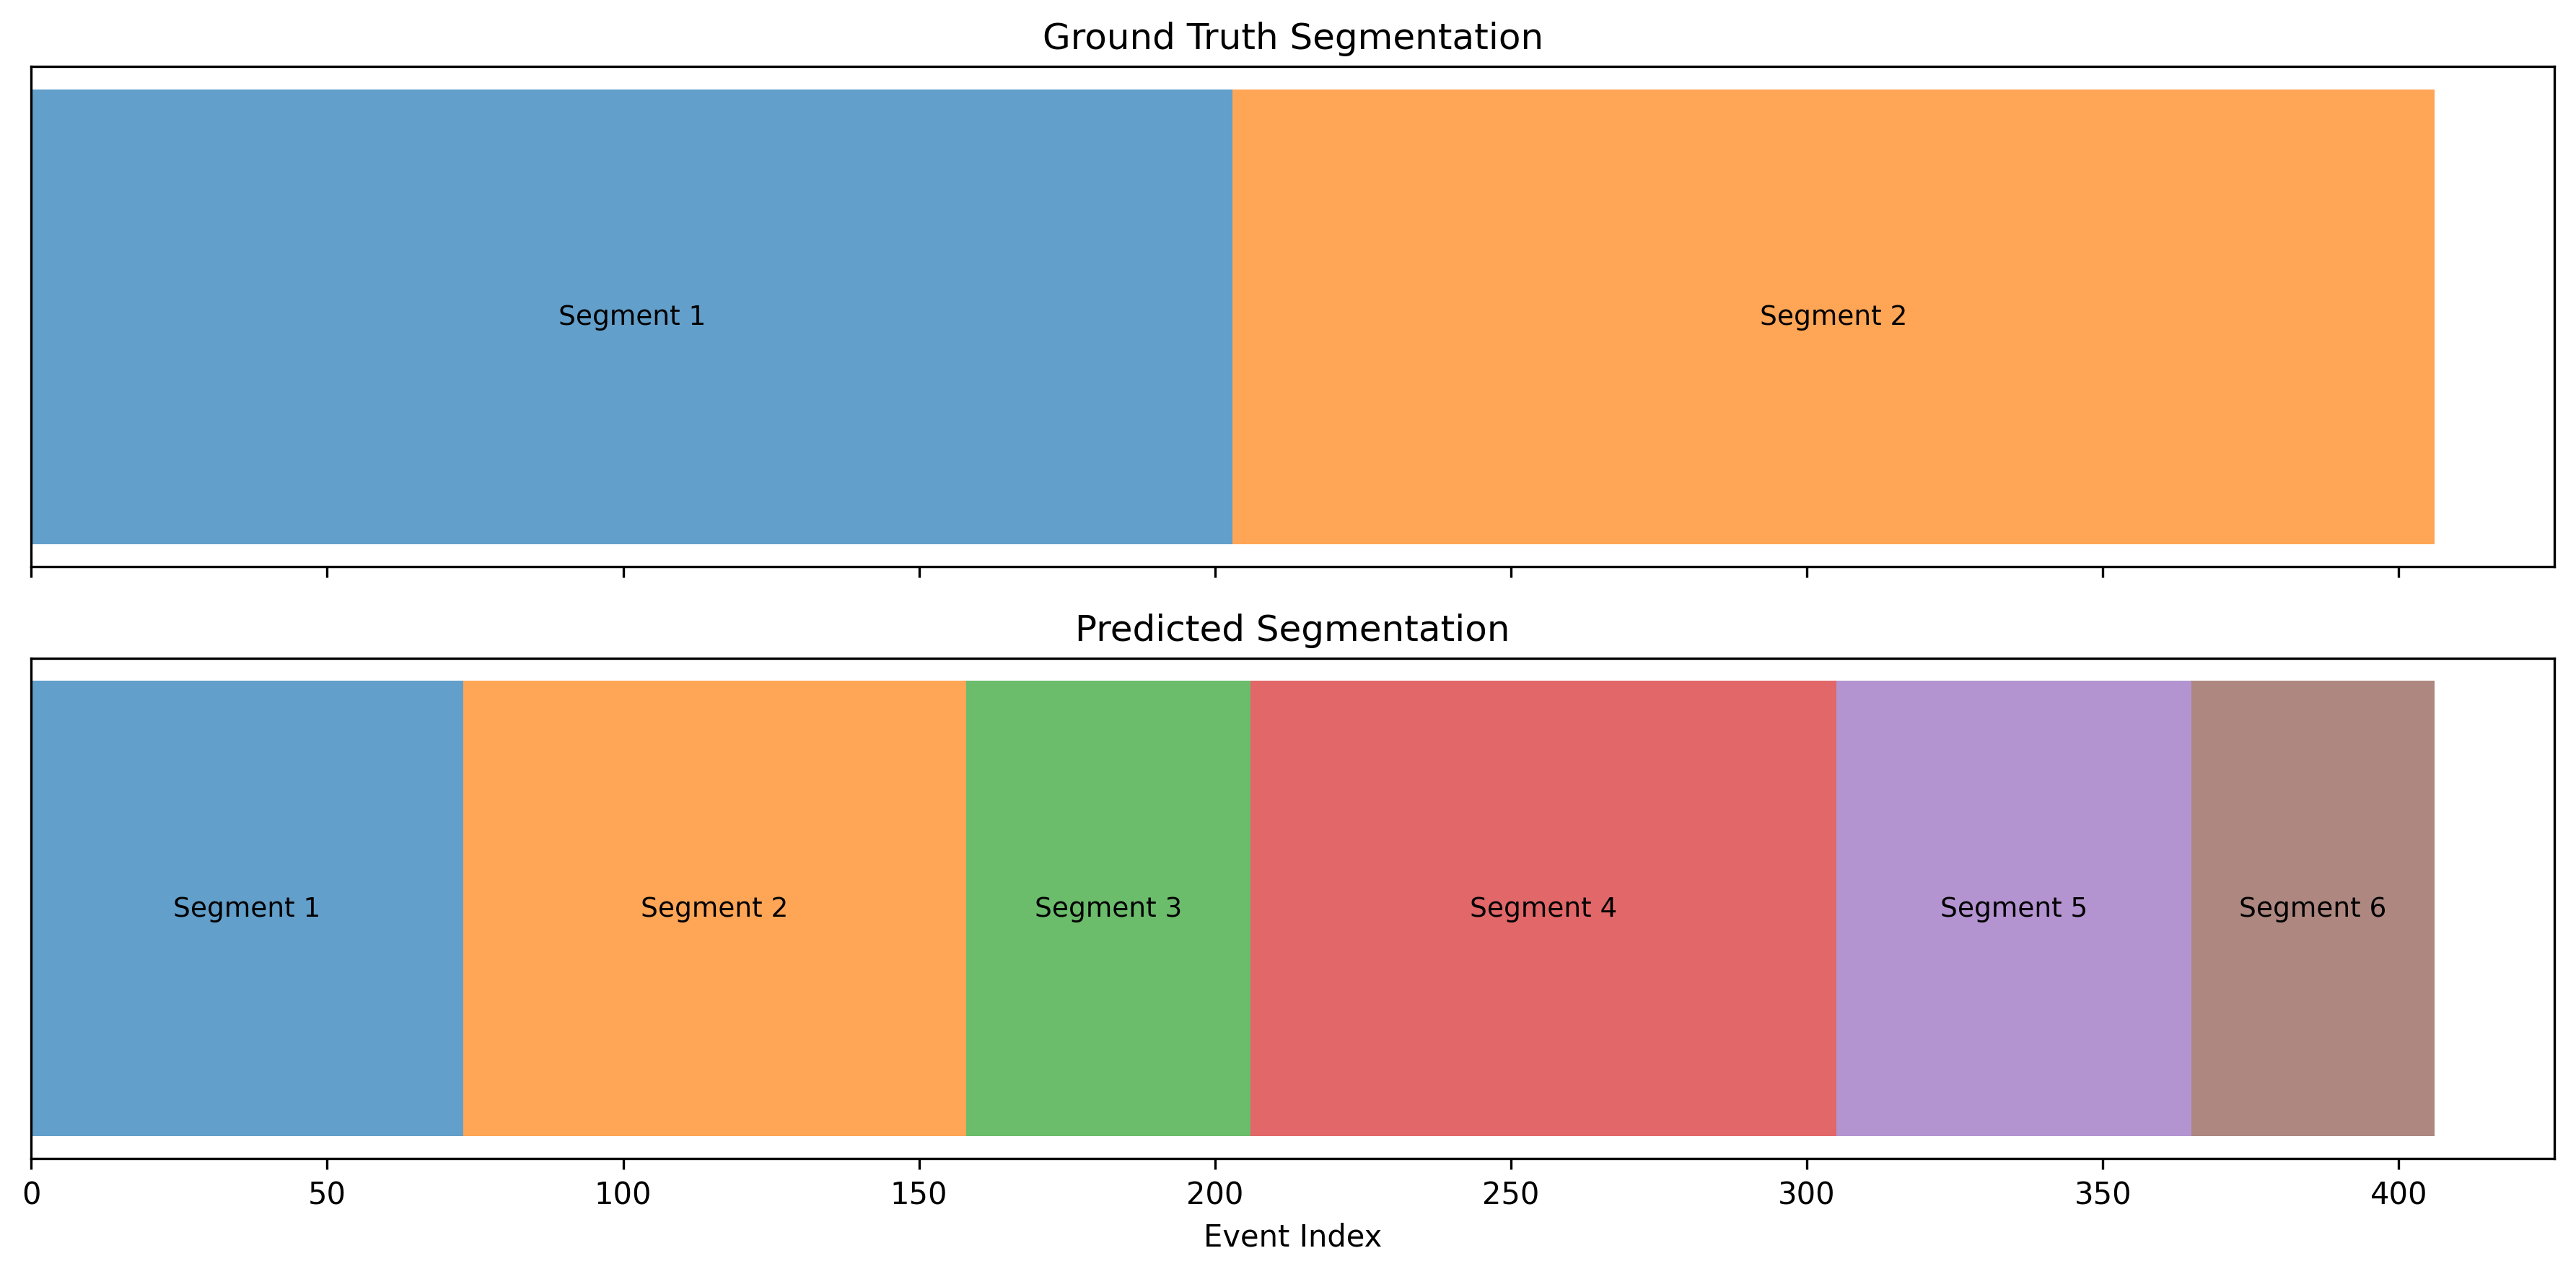 Ground Truth Segmentation
Segment 1 Segment 2
Predicted Segmentation
Segment 1 Segment 2 Segment 3 Segment 4 Segment 5 Segment 6
0 50 100 150 200 250 300 350 400
Event Index